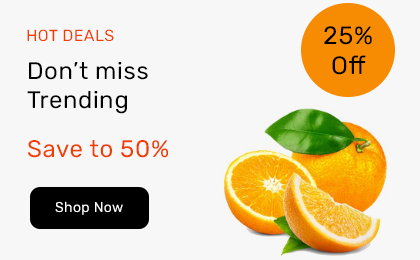 HOT DEALS
Don’t miss
Trending
Save to 50%
Shop Now
25%
Off